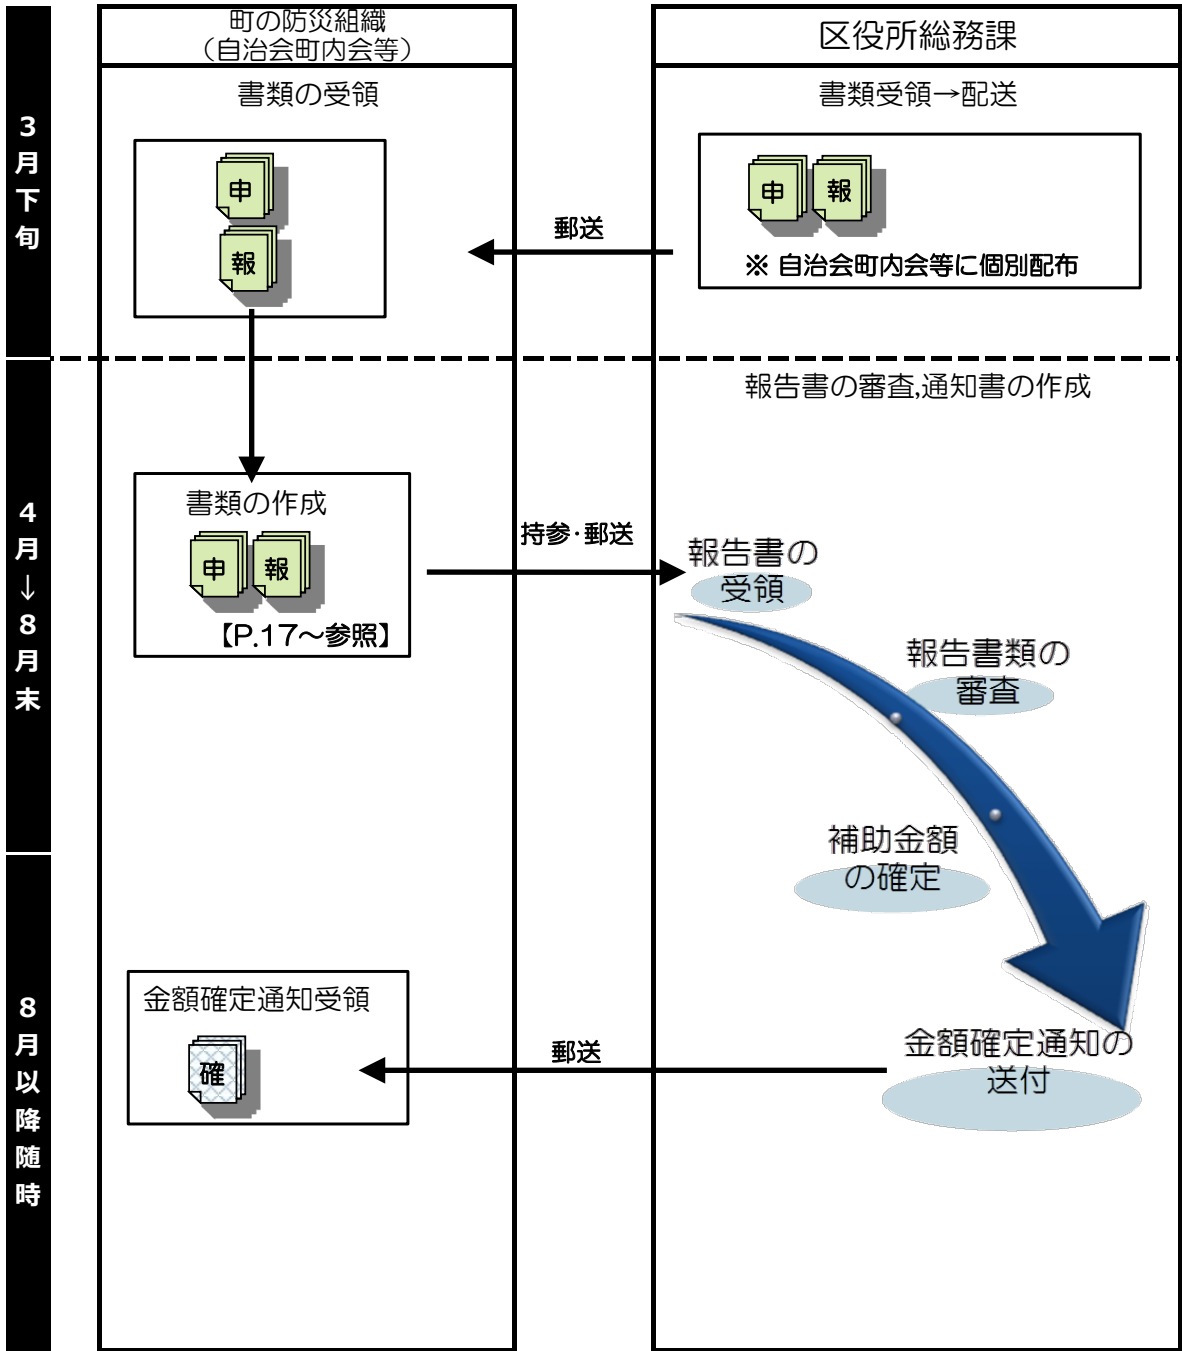 町の防災組織
（自治会町内会等）
区役所総務課
3月下旬
書類の受領
申
報
郵送
書類受領→配送
申
報
※ 自治会町内会等に個別配布
4月↓8月末
報告書の審査,通知書の作成
書類の作成
申
報
【P.17～参照】
持参・郵送
報告書の
受領
報告書類の
審査
補助金額
の確定
8月以降随時
金額確定通知受領
確
郵送
金額確定通知の
送付